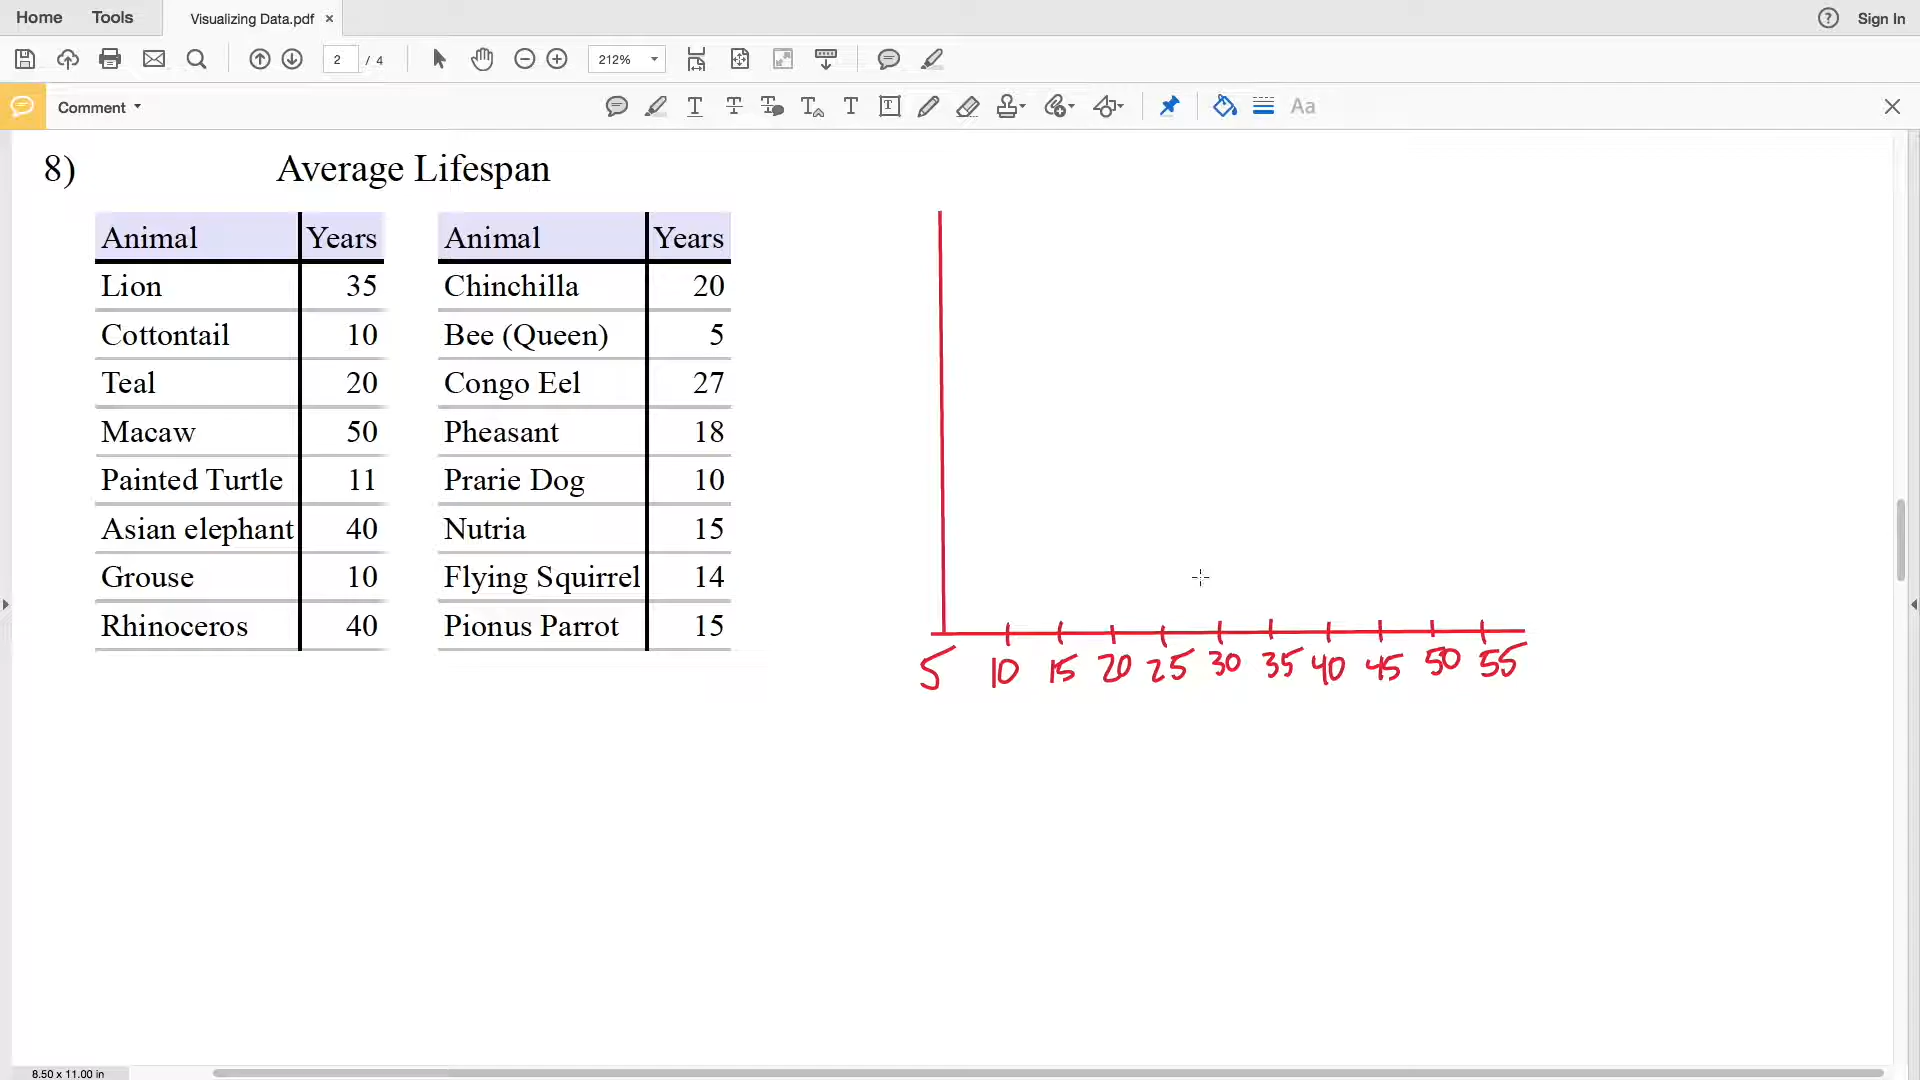 Home Tools Visualizing Data.pdf × ? Sign In
2 / 4 212%
Comment T T T T T T Aa
8) Average Lifespan
Animal Years Animal Years
Lion 35 Chinchilla 20
Cottontail 10 Bee (Queen) 5
Teal 20 Congo Eel 27
Macaw 50 Pheasant 18
Painted Turtle 11 Prarie Dog 10
Asian elephant 40 Nutria 15
Grouse 10 Flying Squirrel 14
Rhinoceros 40 Pionus Parrot 15
5 10 15 20 25 30 35 40 45 50 55
8.50 x 11.00 in